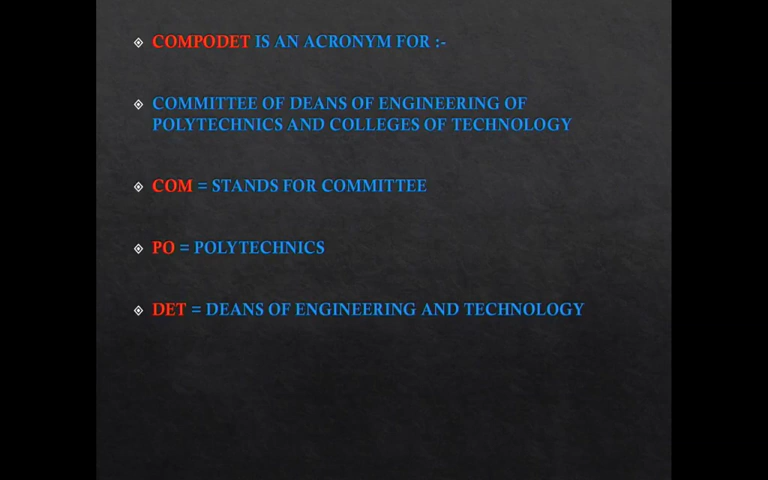 COMPODET IS AN ACRONYM FOR :-
COMMITTEE OF DEANS OF ENGINEERING OF
POLYTECHNICS AND COLLEGES OF TECHNOLOGY
COM = STANDS FOR COMMITTEE
PO = POLYTECHNICS
DET = DEANS OF ENGINEERING AND TECHNOLOGY